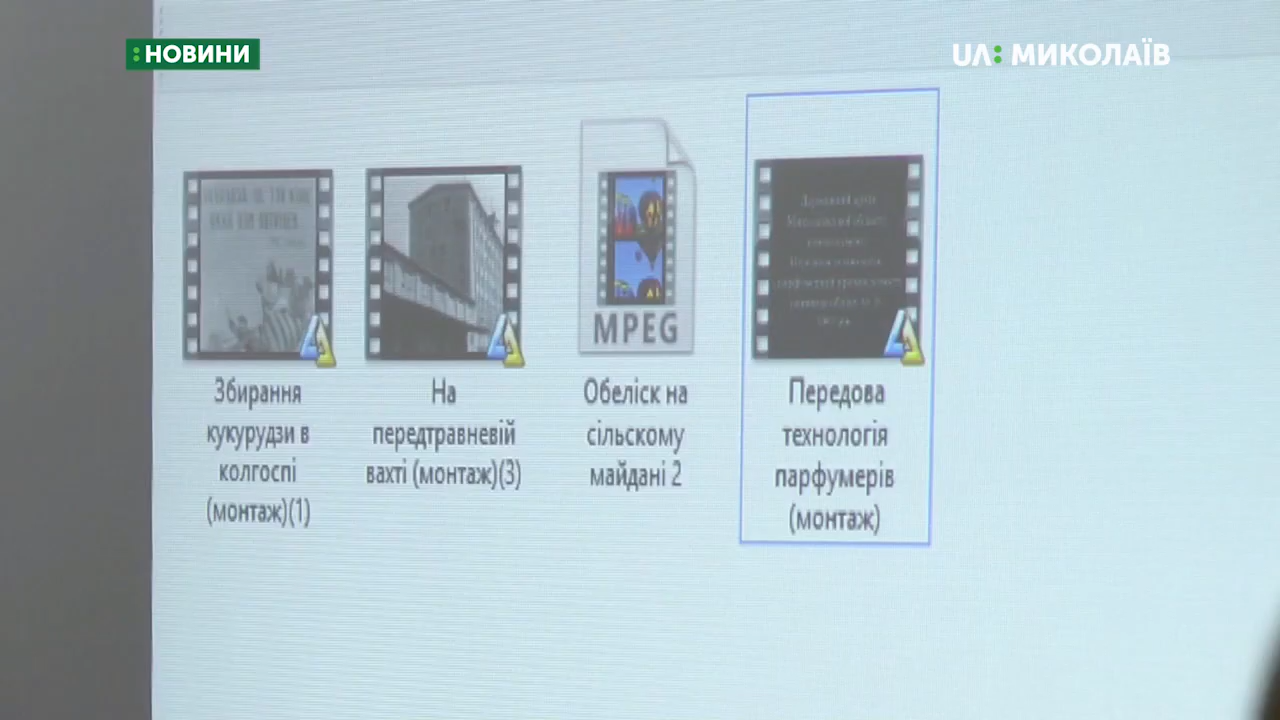 НОВИНИ
UA: МИКОЛАЇВ
MPEG
Збирання
кукурудзи в
колгоспі
(монтаж)(1)
На
передтравневій
вахті (монтаж)(3)
Обеліск на
сільскому
майдані 2
Передова
технологія
парфумерів
(монтаж)